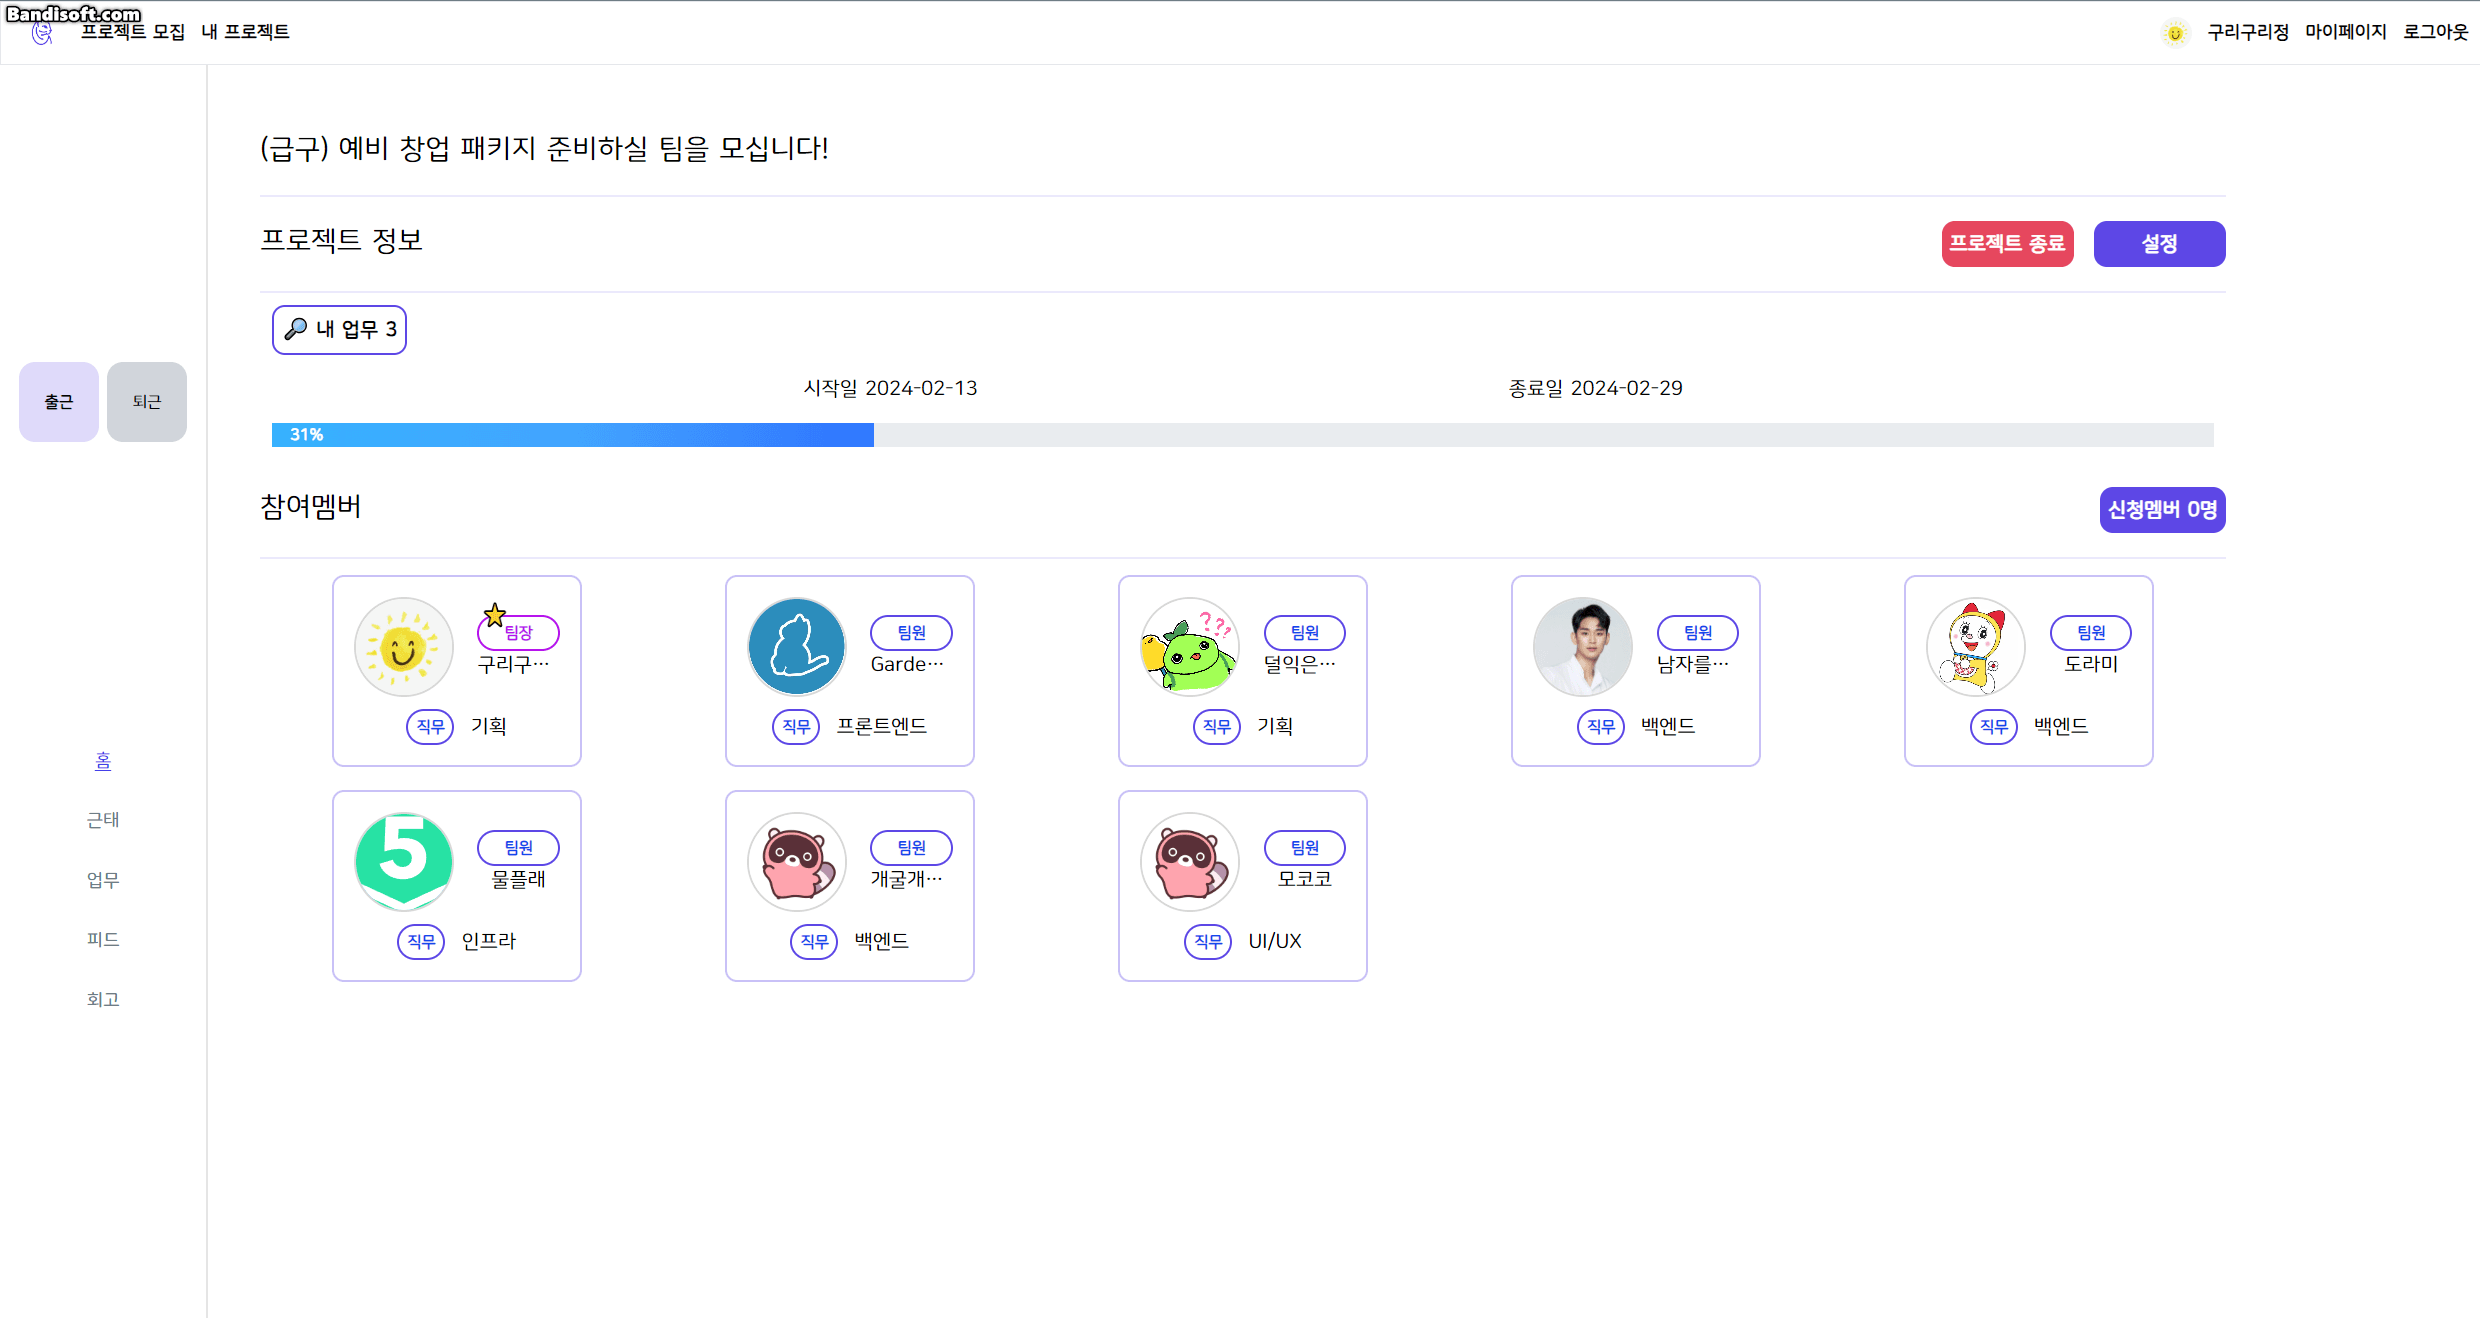 Bandisoft.com
프로젝트 모집 내 프로젝트 구리구리정 마이페이지 로그아웃
(급구) 예비 창업 패키지 준비하실 팀을 모십니다!
프로젝트 정보 프로젝트 종료 설정
내 업무 3
시작일 2024-02-13 종료일 2024-02-29
출근 퇴근
31%
참여멤버 신청멤버 0명
팀장 팀원 팀원 팀원 팀원
구리구… Garde… 덜익은… 남자를… 도라미
직무 기획 직무 프론트엔드 직무 기획 직무 백엔드 직무 백엔드
???
홈
근태
업무
피드
회고
5
팀원 팀원 팀원
물플래 개굴개… 모코코
직무 인프라 직무 백엔드 직무 UI/UX